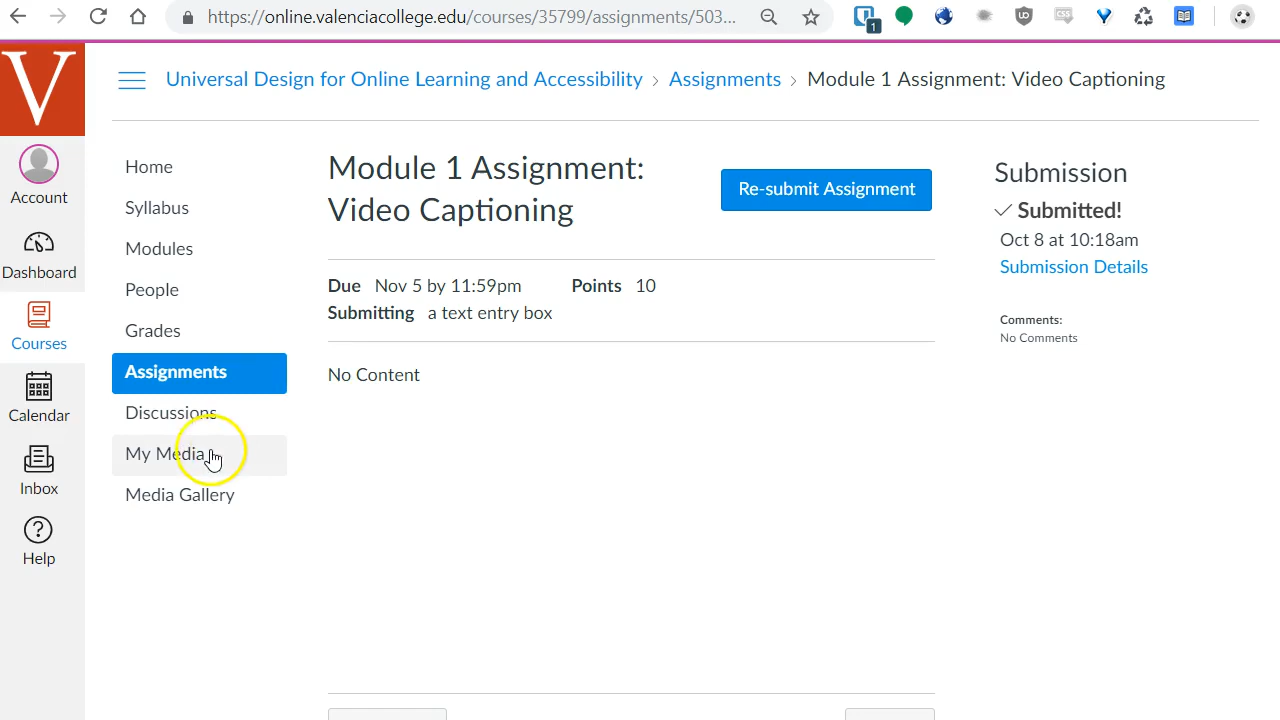 https://online.valenciacollege.edu/courses/35799/assignments/503...
1
V
Universal Design for Online Learning and Accessibility > Assignments > Module 1 Assignment: Video Captioning
Account
Dashboard
Courses
Calendar
Inbox
Help
Home
Syllabus
Modules
People
Grades
Assignments
Discussions
My Media
Media Gallery
Module 1 Assignment:
Video Captioning
Re-submit Assignment
Due Nov 5 by 11:59pm Points 10
Submitting a text entry box
No Content
Submission
✓ Submitted!
Oct 8 at 10:18am
Submission Details
Comments:
No Comments